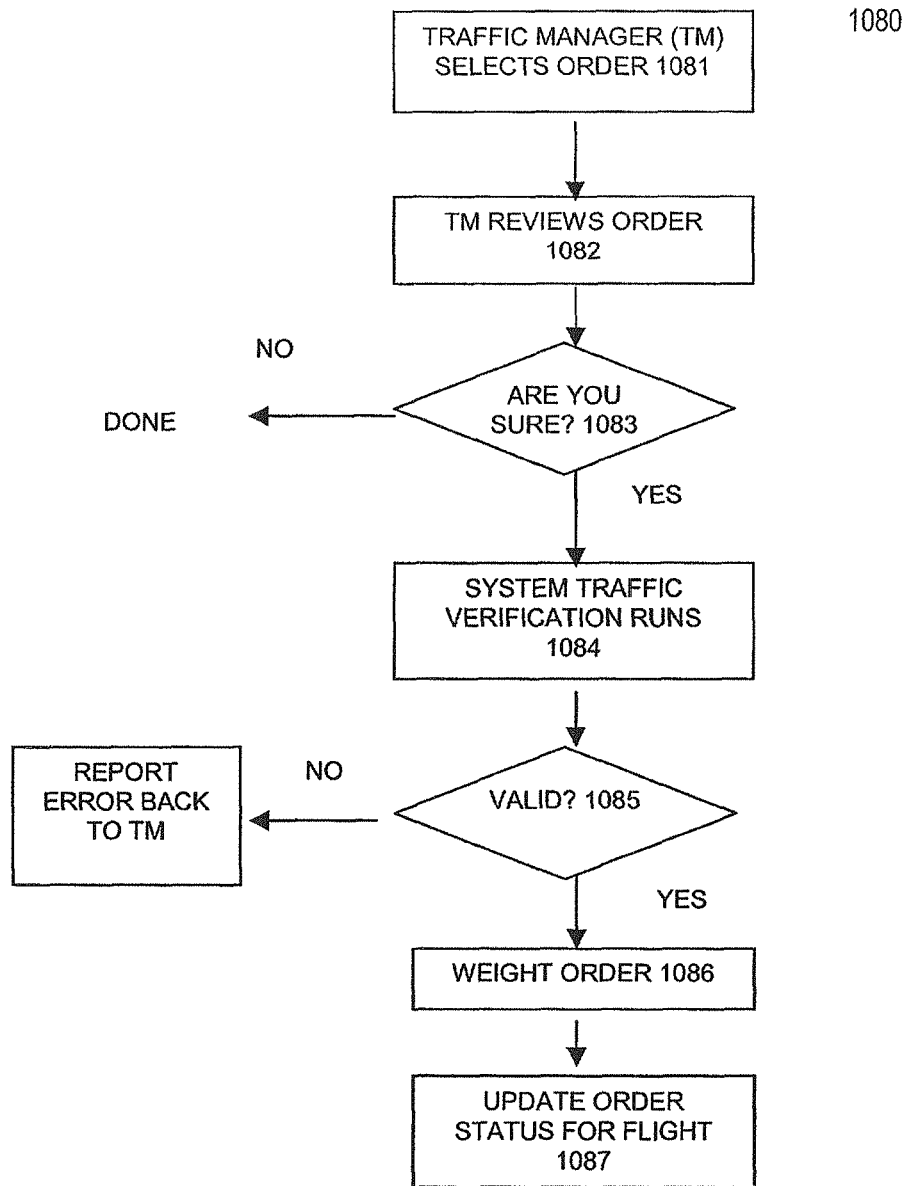 1080
TRAFFIC MANAGER (TM)
SELECTS ORDER 1081
TM REVIEWS ORDER
1082
NO
ARE YOU
SURE? 1083
DONE
YES
SYSTEM TRAFFIC
VERIFICATION RUNS
1084
REPORT
ERROR BACK
TO TM
NO
VALID? 1085
YES
WEIGHT ORDER 1086
UPDATE ORDER
STATUS FOR FLIGHT
1087